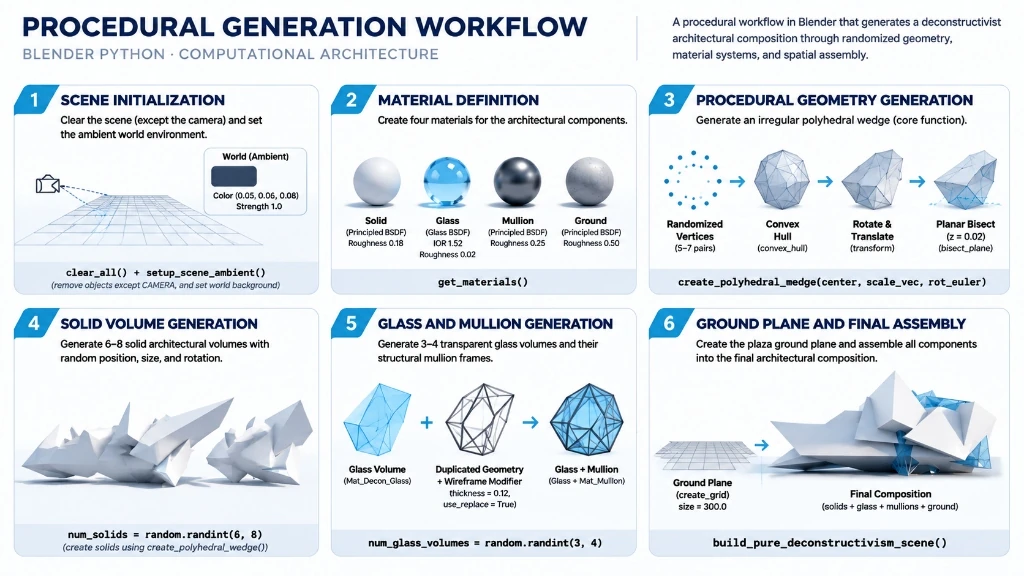 PROCEDURAL GENERATION WORKFLOW
BLENDER PYTHON · COMPUTATIONAL ARCHITECTURE
A procedural workflow in Blender that generates a deconstructivist
architectural composition through randomized geometry,
material systems, and spatial assembly.
1 SCENE INITIALIZATION
Clear the scene (except the camera) and set
the ambient world environment.
World (Ambient)
Color (0.05, 0.06, 0.08)
Strength 1.0
clear_all() + setup_scene_ambient()
(remove objects except CAMERA, and set world background)
2 MATERIAL DEFINITION
Create four materials for the architectural components.
Solid
(Principled BSDF)
Roughness 0.18
Glass
(Glass BSDF)
IOR 1.52
Roughness 0.02
Mullion
(Principled BSDF)
Roughness 0.25
Ground
(Principled BSDF)
Roughness 0.50
get_materials()
3 PROCEDURAL GEOMETRY GENERATION
Generate an irregular polyhedral wedge (core function).
Randomized
Vertices
(5–7 pairs)
Convex
Hull
(convex_hull)
Rotate &
Translate
(transform)
Planar Bisect
(z = 0.02)
(bisect_plane)
create_polyhedral_medge(center, scale_vec, rot_euler)
4 SOLID VOLUME GENERATION
Generate 6–8 solid architectural volumes with
random position, size, and rotation.
num_solids = random.randint(6, 8)
(create solids using create_polyhedral_wedge())
5 GLASS AND MULLION GENERATION
Generate 3–4 transparent glass volumes and their
structural mullion frames.
Glass Volume
(Mat_Decon_Glass)
Duplicated Geometry
+ Wireframe Modifier
thickness = 0.12,
use_replace = True)
Glass + Mullion
(Glass + Mat_Mullion)
num_glass_volumes = random.randint(3, 4)
6 GROUND PLANE AND FINAL ASSEMBLY
Create the plaza ground plane and assemble all components
into the final architectural composition.
Ground Plane
(create_grid)
size = 300.0
Final Composition
(solids + glass + mullions + ground)
build_pure_deconstructivism_scene()